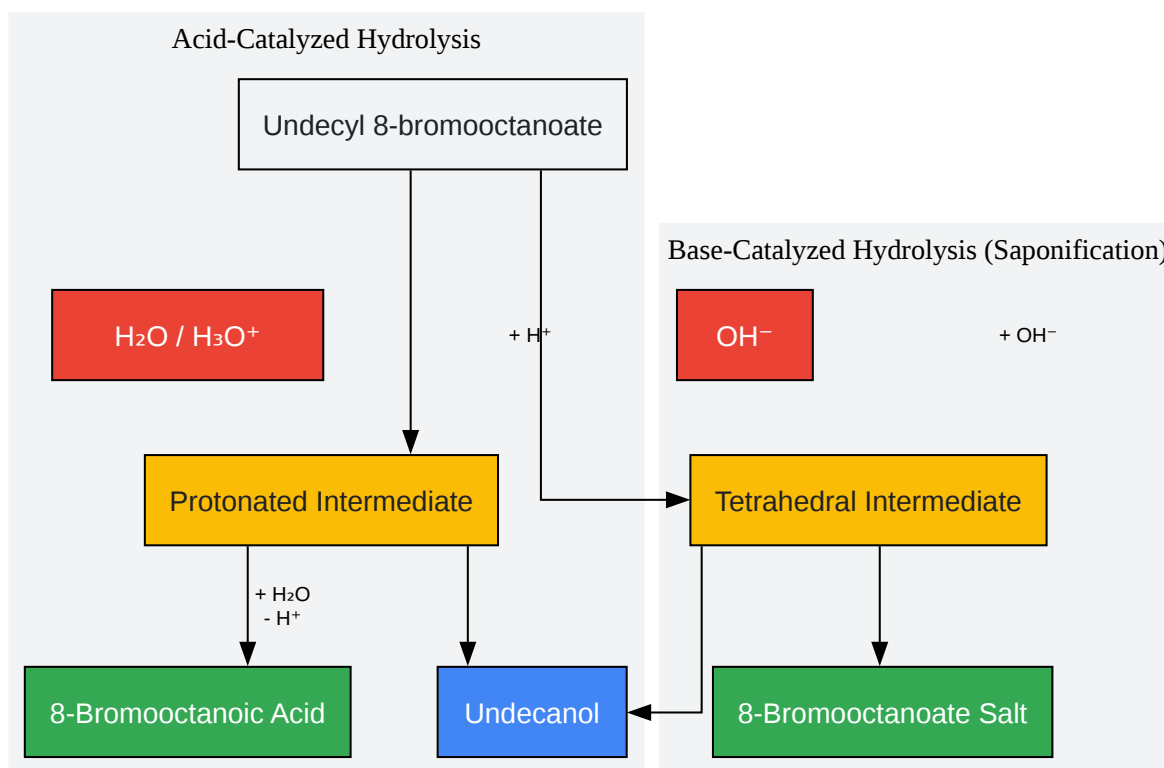 Acid-Catalyzed Hydrolysis
Undecyl 8-bromooctanoate
Base-Catalyzed Hydrolysis (Saponification)
H₂O / H₃O⁺
+ H⁺
OH⁻
+ OH⁻
Protonated Intermediate
Tetrahedral Intermediate
+ H₂O
- H⁺
8-Bromooctanoic Acid
Undecanol
8-Bromooctanoate Salt